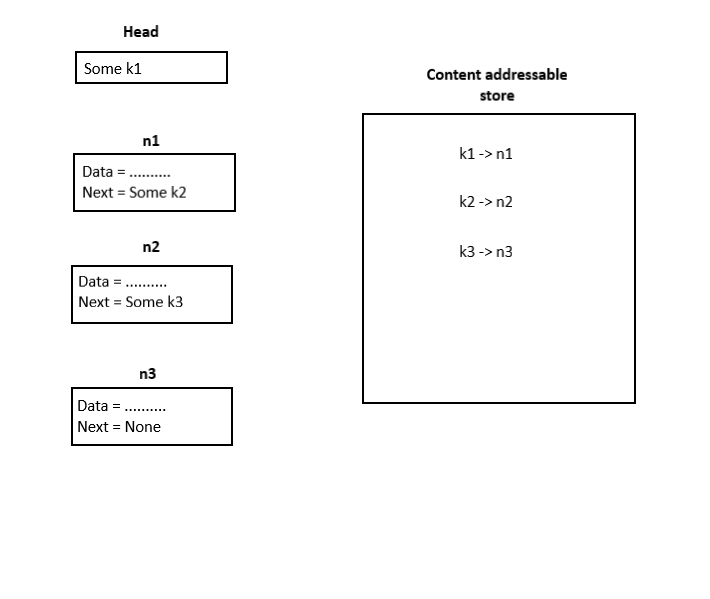 Head
Some k1
n1
Data = ..........
Next = Some k2
n2
Data = ..........
Next = Some k3
n3
Data = ..........
Next = None
Content addressable
store
k1 -> n1
k2 -> n2
k3 -> n3